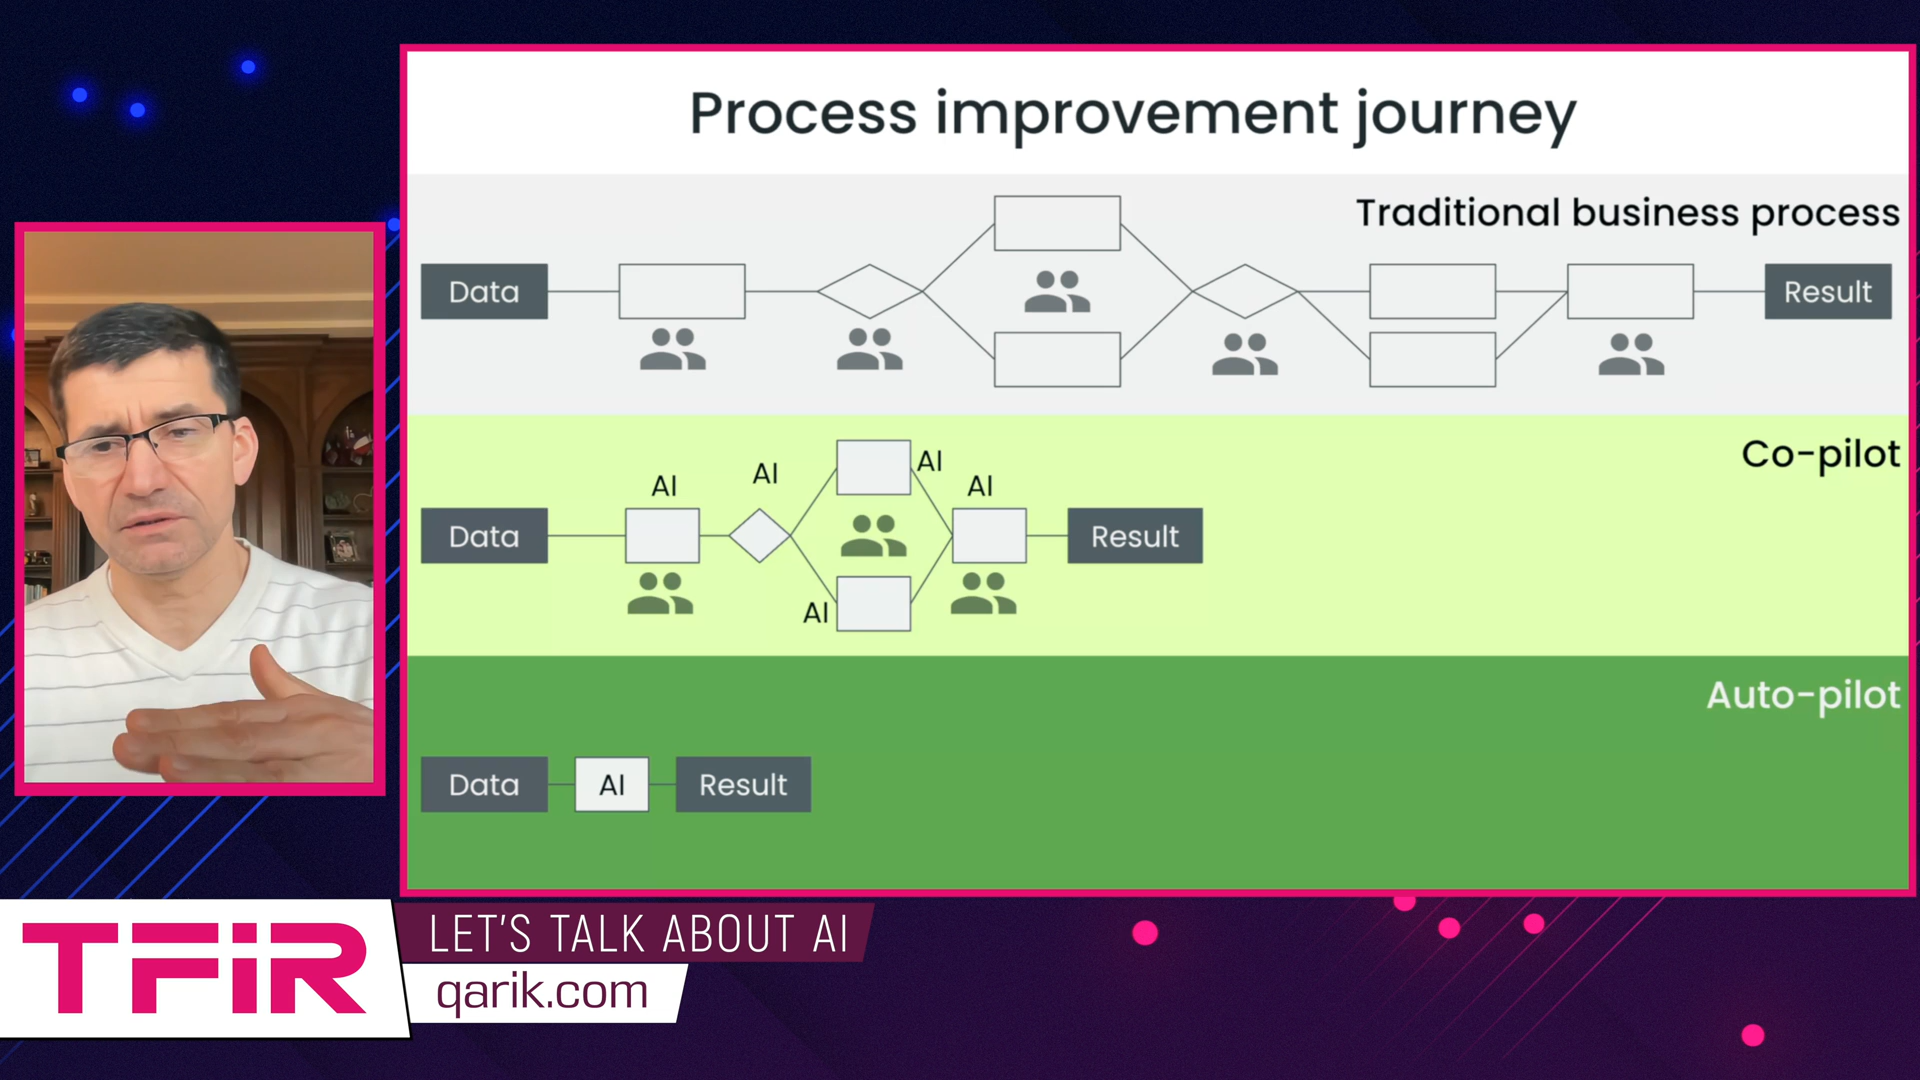 Process improvement journey
Traditional business process
Data
Result
Co-pilot
AI
AI
AI
AI
Data
Result
AI
Auto-pilot
Data
AI
Result
TFiR
LET'S TALK ABOUT AI
qarik.com